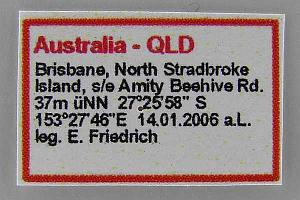 Australia - QLD
Brisbane, North Stradbroke
Island, s/e Amity Beehive Rd.
37m üNN 27°25'58" S
153°27'46"E 14.01.2006 a.L.
leg. E. Friedrich